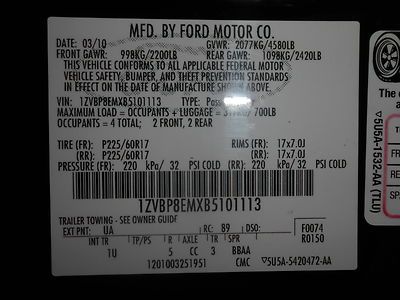 MFD. BY FORD MOTOR CO.
DATE: 03/10 GVWR: 2077KG/4580LB
FRONT GAWR: 998KG/2200LB REAR GAWR: 1098KG/2420LB
THIS VEHICLE CONFORMS TO ALL APPLICABLE FEDERAL MOTOR
VEHICLE SAFETY, BUMPER, AND THEFT PREVENTION STANDARDS
IN EFFECT ON THE DATE OF MANUFACTURE SHOWN ABOVE.
VIN: 1ZVBP8EMXB5101113 TYPE:
MAXIMUM LOAD = OCCUPANTS + LUGGAGE = 700LB
OCCUPANTS = 4 TOTAL; 2 FRONT, 2 REAR
TIRE (FR): P225/60R17 RIMS (FR): 17x7.0J
(RR): P225/60R17 (RR): 17x7.0J
PRESSURE (FR): 220 kPA/ 32 PSI COLD (RR): 220 kPA/ 32 PSI COLD
1ZVBP8EMXB5101113
TRAILER TOWING - SEE OWNER GUIDE
EXT PNT: UA RC: 89 DSO: F0074
R0150
INT TR TP/PS R AXLE TR SPR
1U 5 CC 3 BBAA
1201003251951 CMC 5U5A-5420472-AA
The
5U5A-1532-AA (TLU)